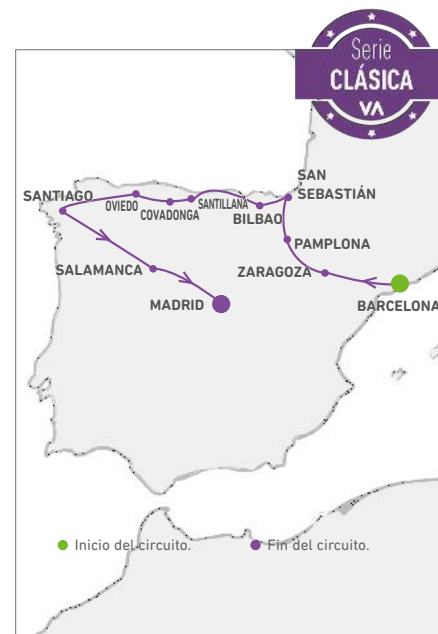 Serie
CLÁSICA
VA
SAN
SEBASTIÁN
SANTIAGO
OVIEDO
COVADONGA
SANTILLANA
BILBAO
PAMPLONA
SALAMANCA
ZARAGOZA
MADRID
BARCELONA
Inicio del circuito.
Fin del circuito.